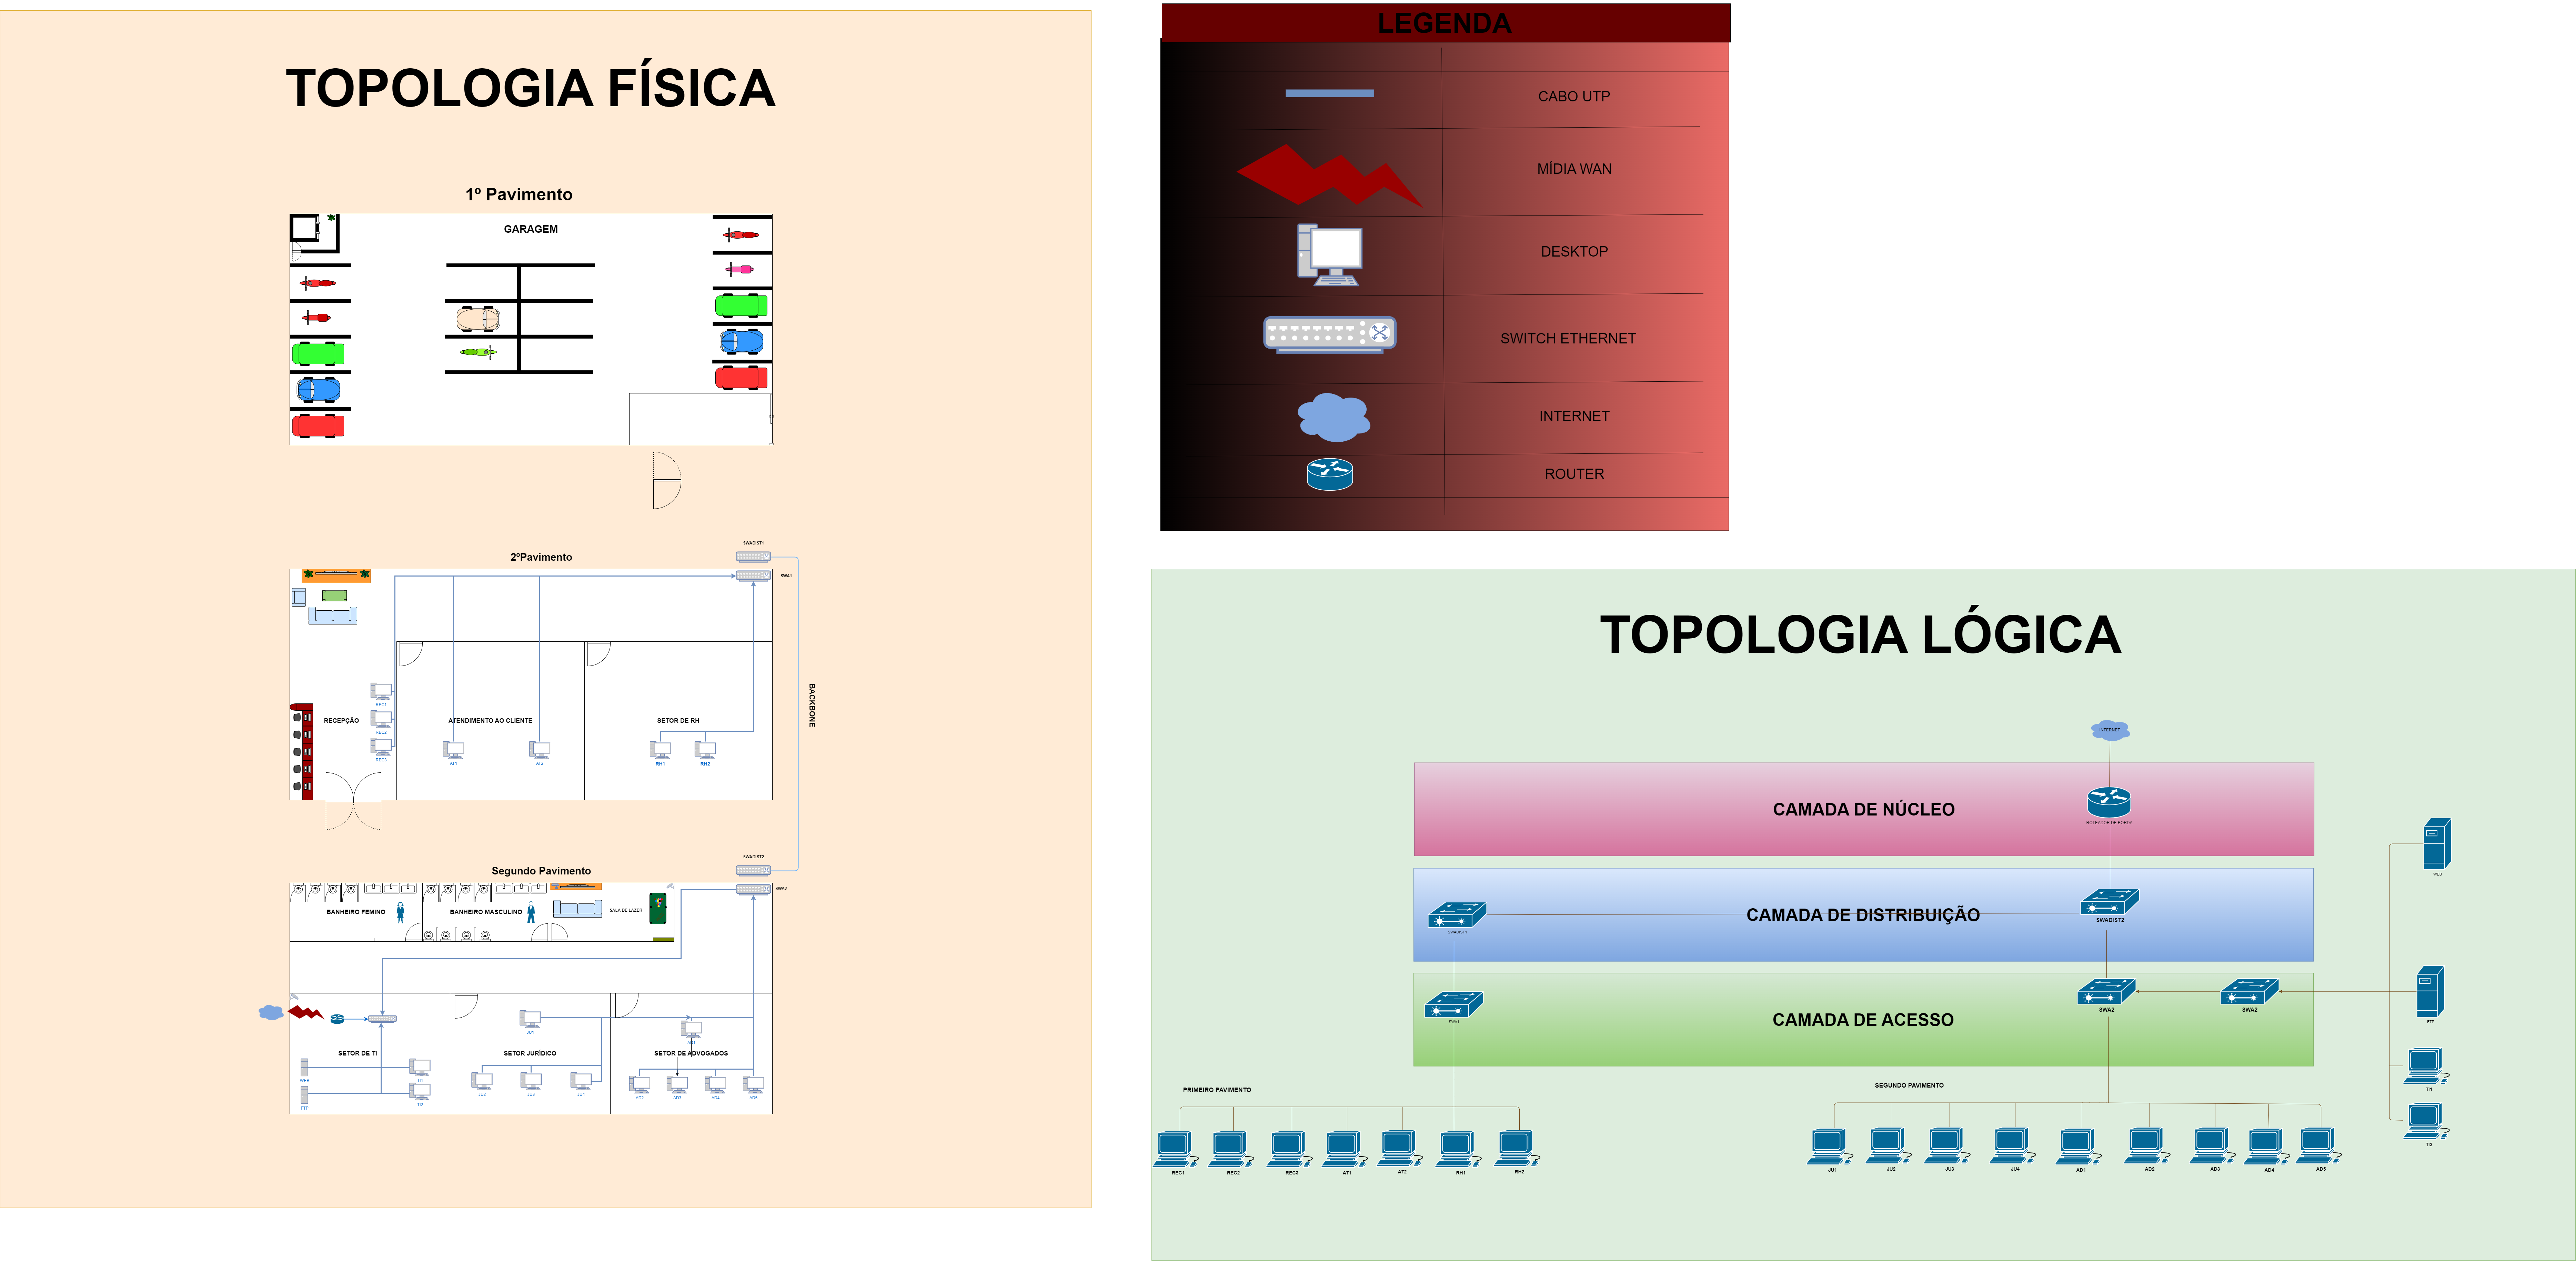 TOPOLOGIA FÍSICA
1º Pavimento
GARAGEM
2ºPavimento
SWADIST1
SWA1
REC1
RECEPÇÃO
REC2
REC3
ATENDIMENTO AO CLIENTE
AT1
AT2
SETOR DE RH
RH1
RH2
BACKBONE
Segundo Pavimento
SWADIST2
SWA2
BANHEIRO FEMINO
BANHEIRO MASCULINO
SALA DE LAZER
SETOR DE TI
WEB
FTP
TI1
TI2
JU1
SETOR JURÍDICO
JU2
JU3
JU4
AD1
SETOR DE ADVOGADOS
AD2
AD3
AD4
AD5
LEGENDA
CABO UTP
MÍDIA WAN
DESKTOP
SWITCH ETHERNET
INTERNET
ROUTER
TOPOLOGIA LÓGICA
INTERNET
CAMADA DE NÚCLEO
ROTEADOR DE BORDA
CAMADA DE DISTRIBUIÇÃO
SWADIST1
SWADIST2
CAMADA DE ACESSO
SWA1
SWA2
SWA2
WEB
FTP
TI1
TI2
PRIMEIRO PAVIMENTO
REC1
REC2
REC3
AT1
AT2
RH1
RH2
SEGUNDO PAVIMENTO
JU1
JU2
JU3
JU4
AD1
AD2
AD3
AD4
AD5